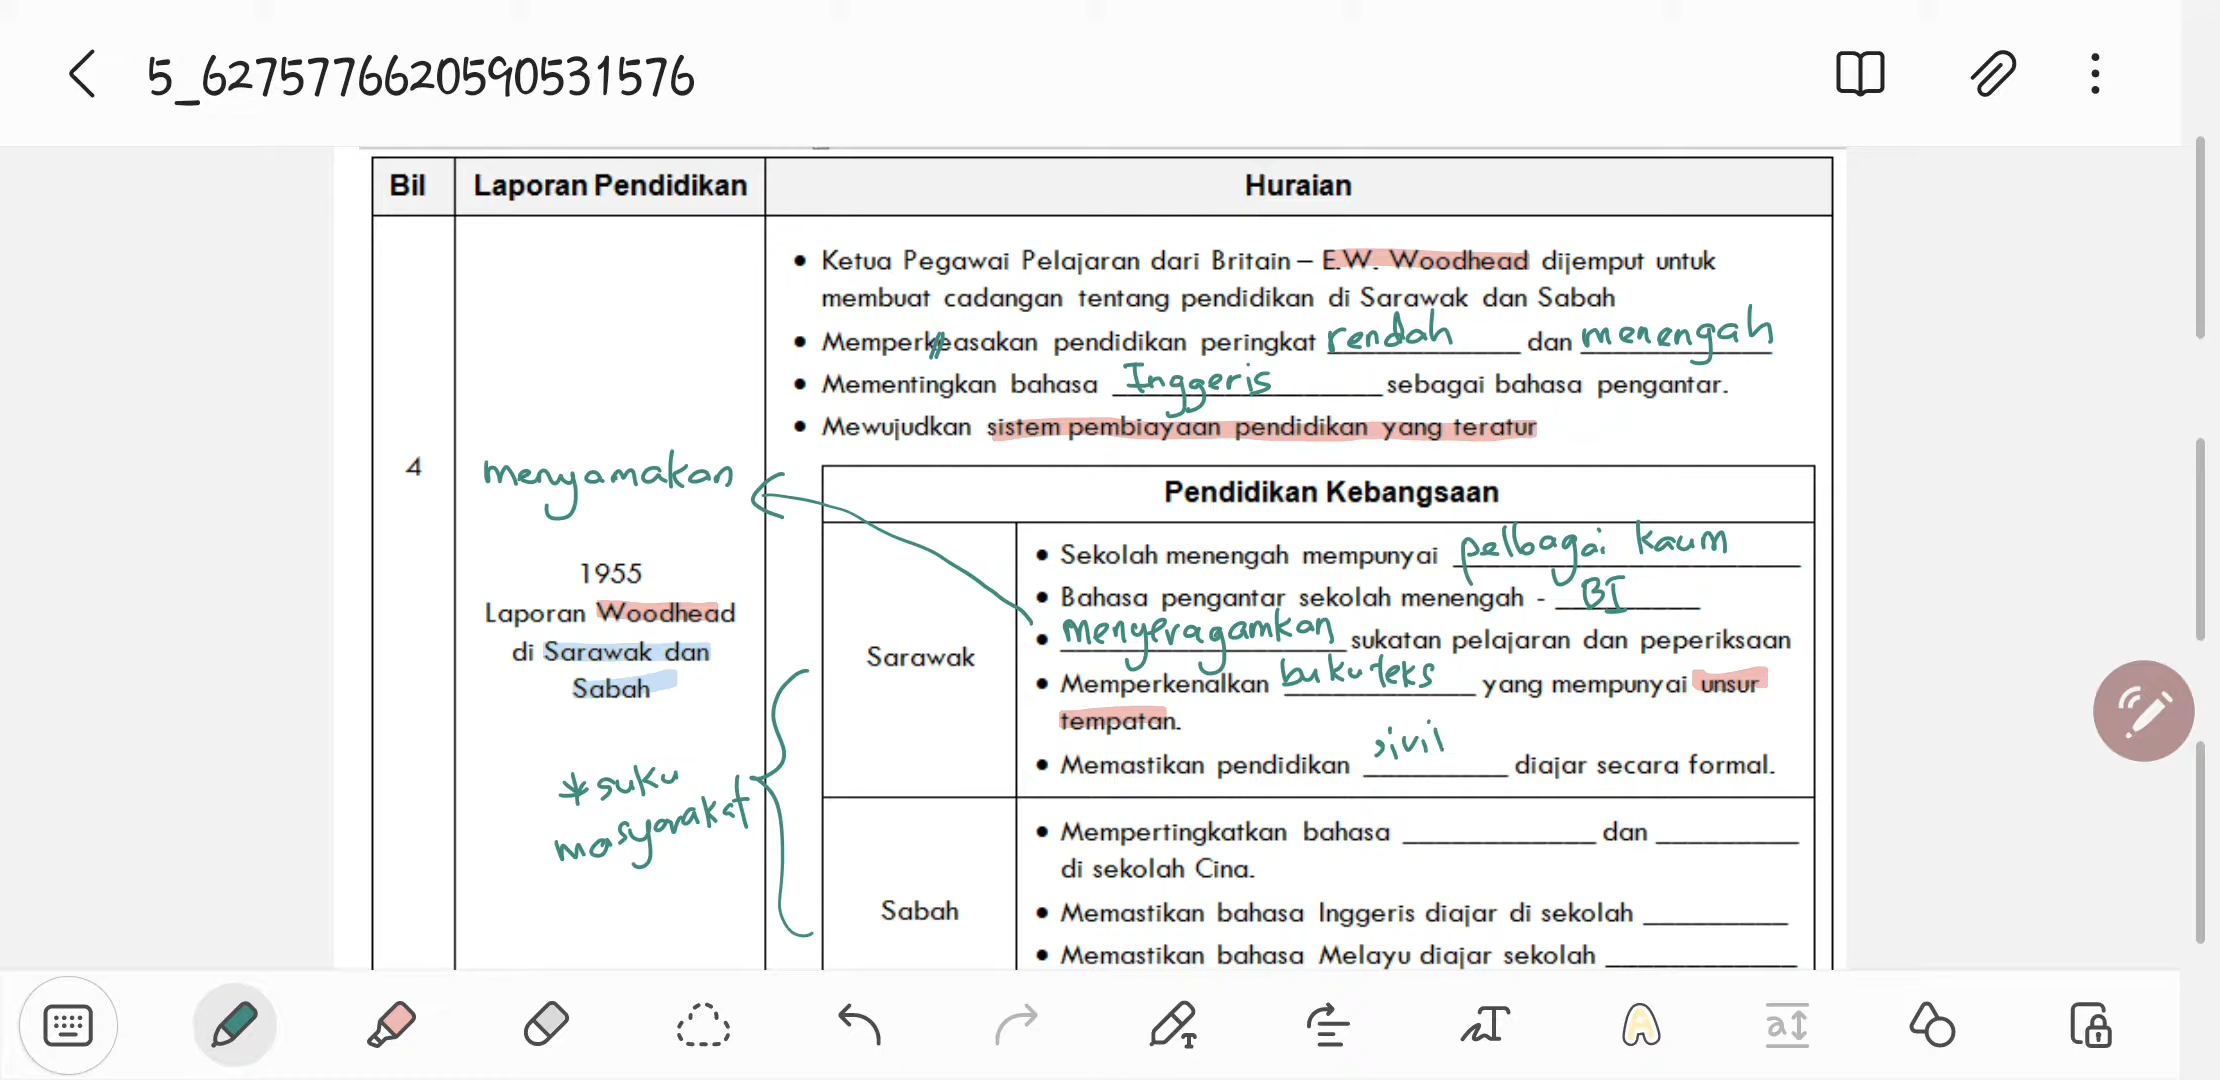 5_6275776620590531576
Bil Laporan Pendidikan Huraian
• Ketua Pegawai Pelajaran dari Britain – E.W. Woodhead dijemput untuk
membuat cadangan tentang pendidikan di Sarawak dan Sabah
• Memperkasakan pendidikan peringkat rendah dan menengah
• Mementingkan bahasa Inggeris sebagai bahasa pengantar.
• Mewujudkan sistem pembiayaan pendidikan yang teratur
4
menyamakan
1955
Laporan Woodhead
di Sarawak dan
Sabah
* suku
masyarakat
Pendidikan Kebangsaan
Sarawak
• Sekolah menengah mempunyai pelbagai kaum
• Bahasa pengantar sekolah menengah - BI
• menyeragamkan sukatan pelajaran dan peperiksaan
• Memperkenalkan buku teks yang mempunyai unsur
tempatan.
• Memastikan pendidikan sivil diajar secara formal.
Sabah
• Mempertingkatkan bahasa ____________ dan _________
di sekolah Cina.
• Memastikan bahasa Inggeris diajar di sekolah _________
• Memastikan bahasa Melayu diajar sekolah ____________